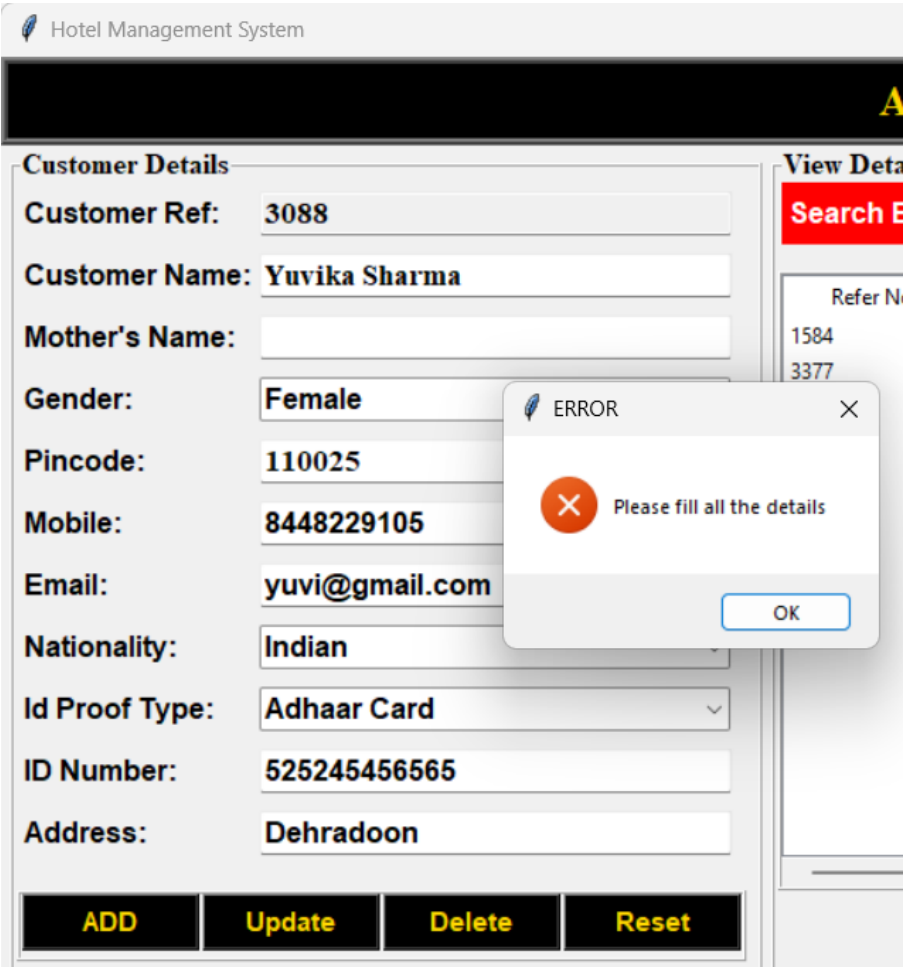 Hotel Management System
A
Customer Details
Customer Ref: 3088
Customer Name: Yuvika Sharma
Mother's Name:
Gender: Female
Pincode: 110025
Mobile: 8448229105
Email: yuvi@gmail.com
Nationality: Indian
Id Proof Type: Adhaar Card
ID Number: 525245456565
Address: Dehradoon
ADD Update Delete Reset
View Deta
Search
Refer N
1584
3377
ERROR
Please fill all the details
OK